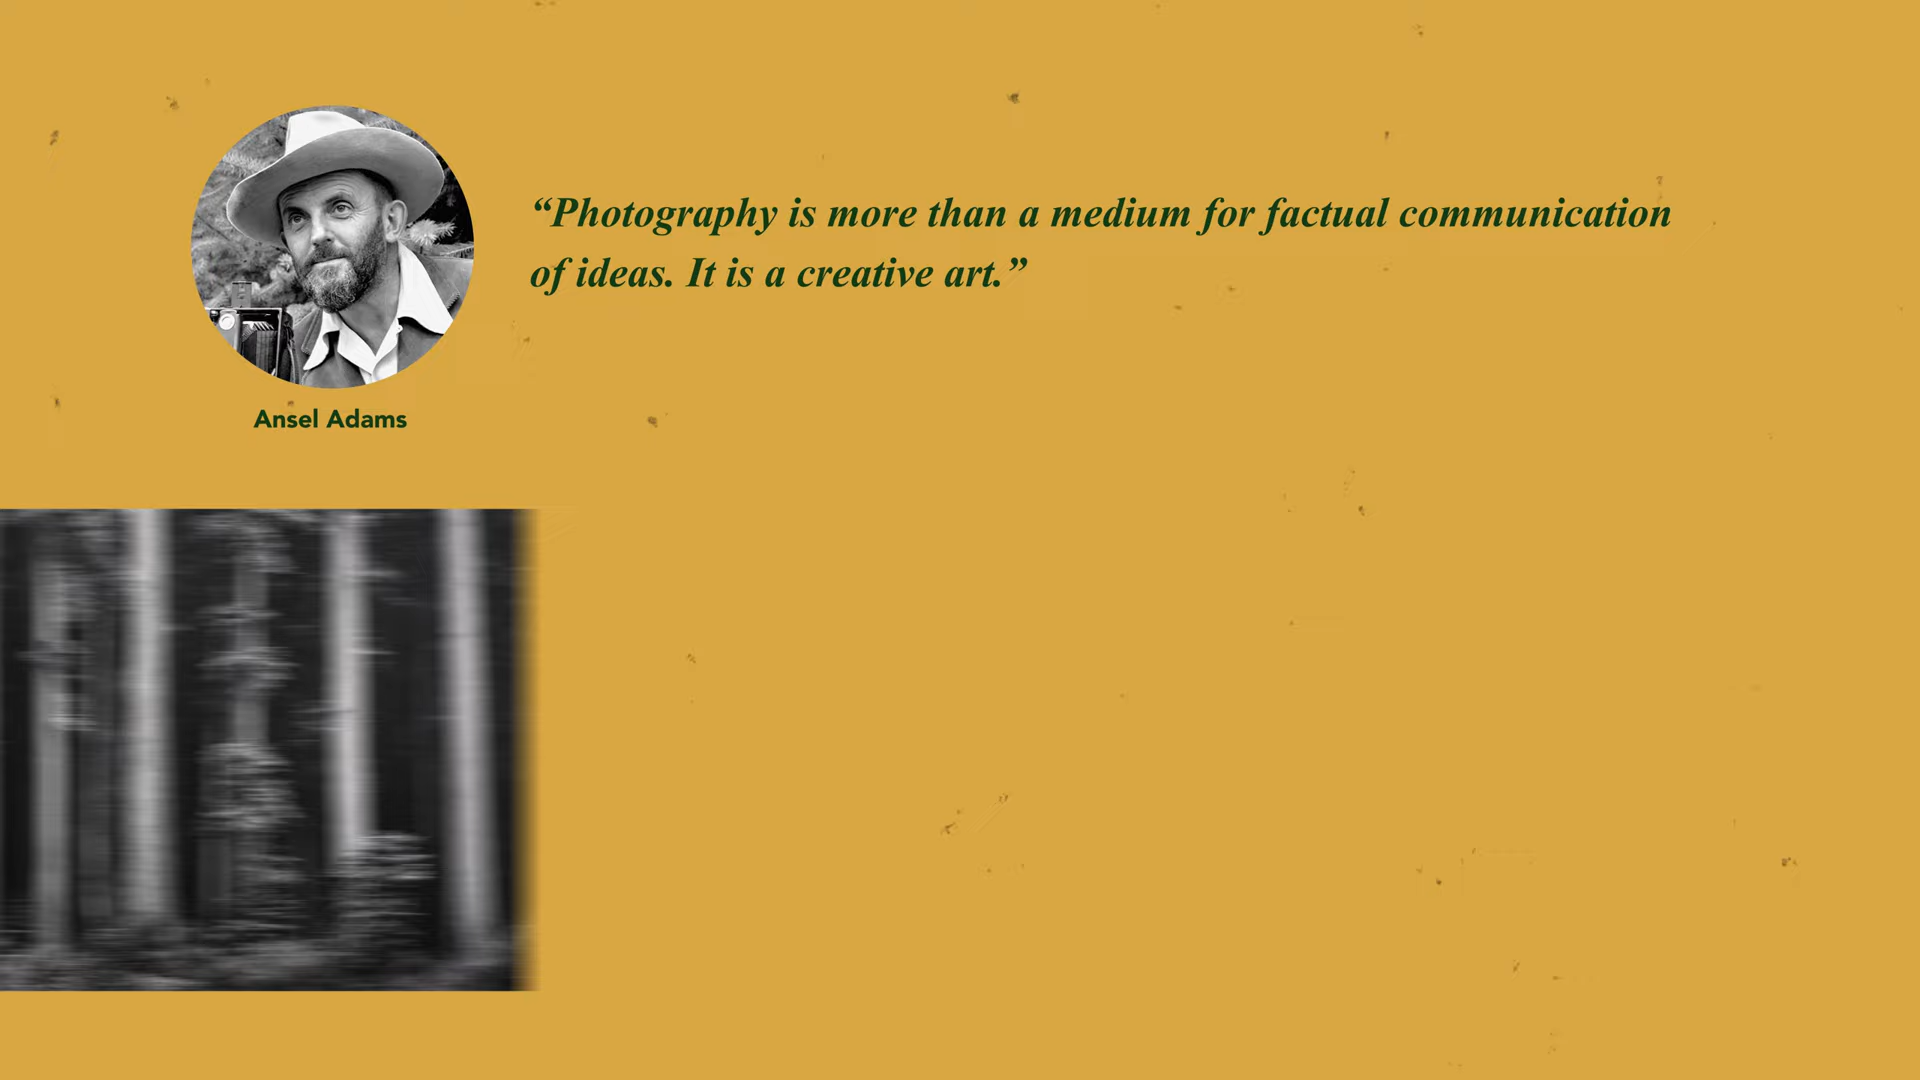 “Photography is more than a medium for factual communication
of ideas. It is a creative art.”
Ansel Adams